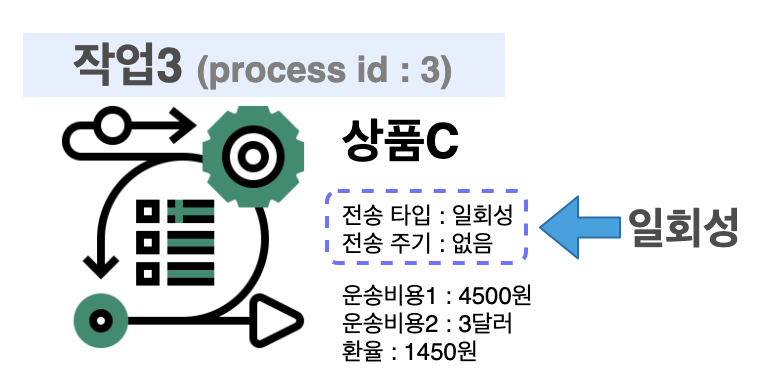 작업3 (process id : 3)
상품C
전송 타입 : 일회성
전송 주기 : 없음
일회성
운송비용1 : 4500원
운송비용2 : 3달러
환율 : 1450원